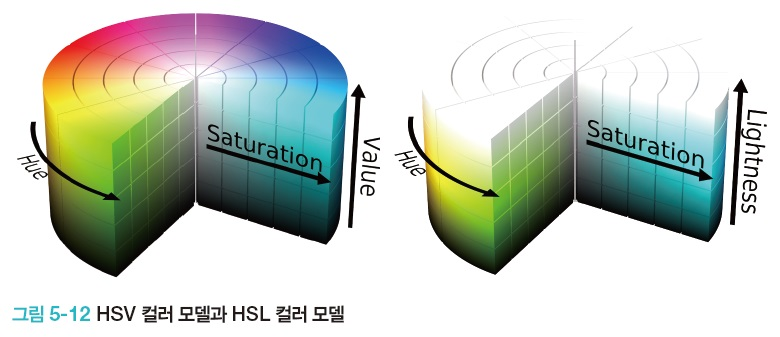 Hue
Saturation
Value
Hue
Saturation
Lightness
그림 5-12 HSV 컬러 모델과 HSL 컬러 모델